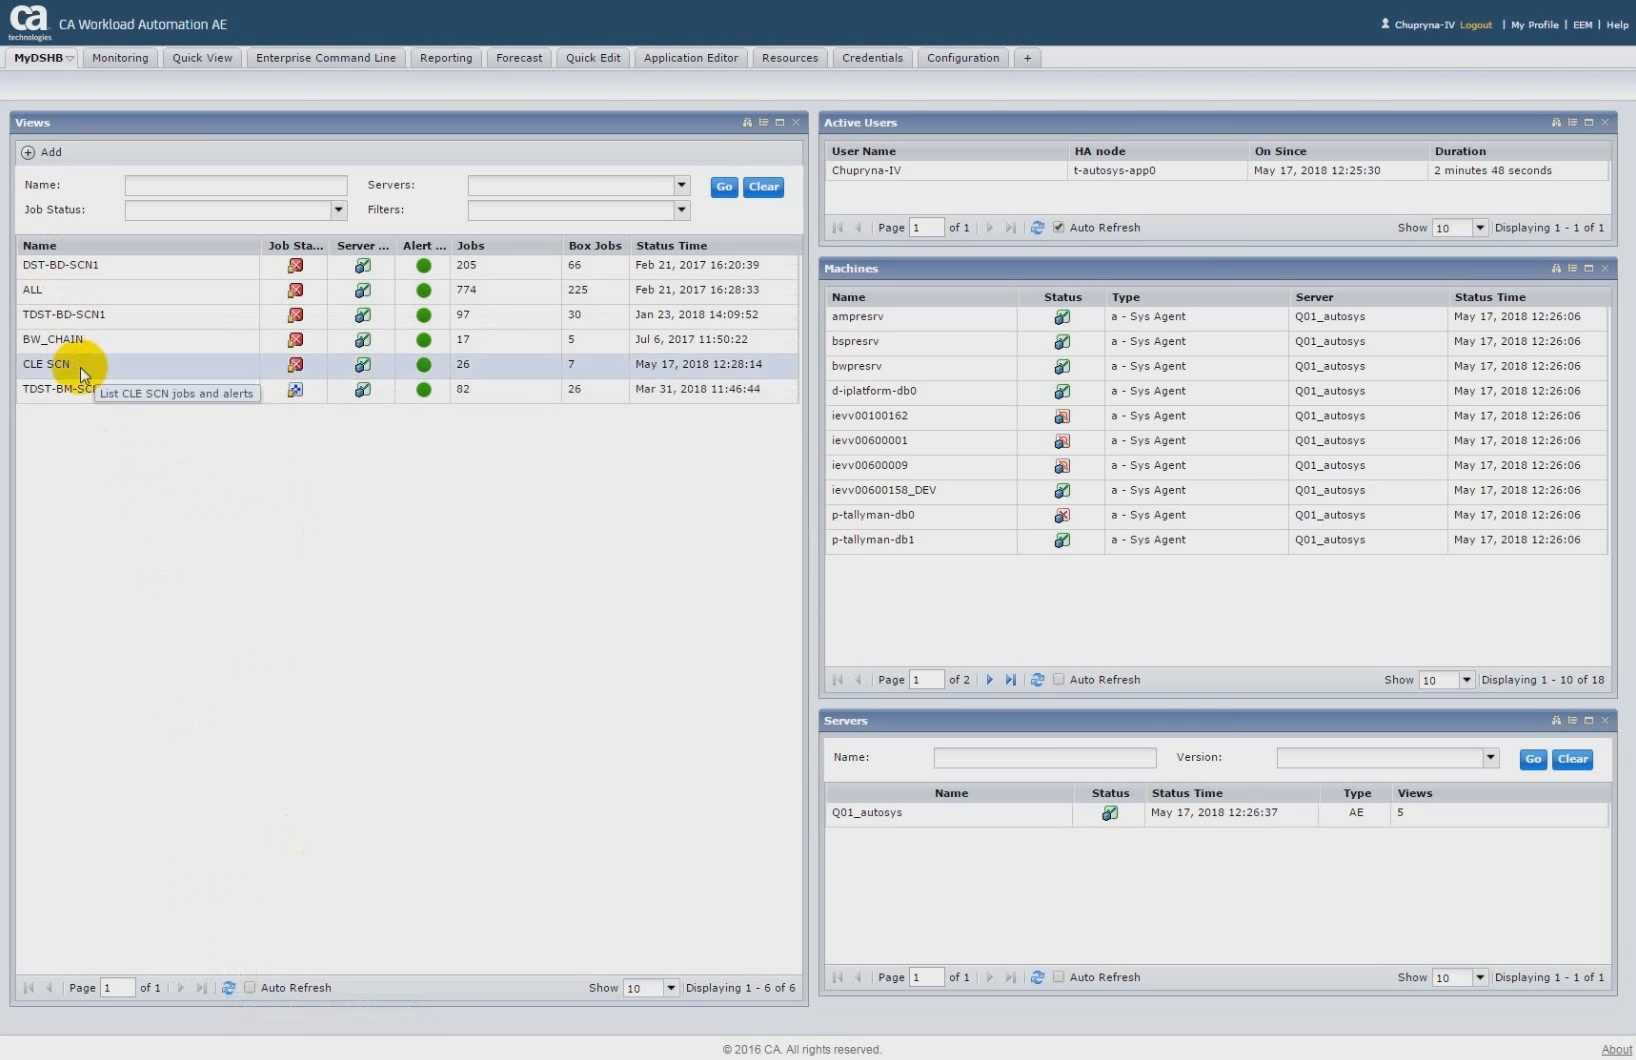 ca technologies CA Workload Automation AE
Chupryna-IV Logout | My Profile | EEM | Help
MyDSHB Monitoring Quick View Enterprise Command Line Reporting Forecast Quick Edit Application Editor Resources Credentials Configuration +
Views
Add
Name: Servers: Go Clear
Job Status: Filters:
Name Job Sta... Server ... Alert ... Jobs Box Jobs Status Time
DST-BD-SCN1 205 66 Feb 21, 2017 16:20:39
ALL 774 225 Feb 21, 2017 16:28:33
TDST-BD-SCN1 97 30 Jan 23, 2018 14:09:52
BW_CHAIN 17 5 Jul 6, 2017 11:50:22
CLE SCN 26 7 May 17, 2018 12:28:14
TDST-BM-SC 82 26 Mar 31, 2018 11:46:44
List CLE SCN jobs and alerts
Page 1 of 1 Auto Refresh Show 10 Displaying 1 - 6 of 6
Active Users
User Name HA node On Since Duration
Chupryna-IV t-autosys-app0 May 17, 2018 12:25:30 2 minutes 48 seconds
Page 1 of 1 Auto Refresh Show 10 Displaying 1 - 1 of 1
Machines
Name Status Type Server Status Time
ampresrv a - Sys Agent Q01_autosys May 17, 2018 12:26:06
bspresrv a - Sys Agent Q01_autosys May 17, 2018 12:26:06
bwpresrv a - Sys Agent Q01_autosys May 17, 2018 12:26:06
d-iplatform-db0 a - Sys Agent Q01_autosys May 17, 2018 12:26:06
ievv00100162 a - Sys Agent Q01_autosys May 17, 2018 12:26:06
ievv00600001 a - Sys Agent Q01_autosys May 17, 2018 12:26:06
ievv00600009 a - Sys Agent Q01_autosys May 17, 2018 12:26:06
ievv00600158_DEV a - Sys Agent Q01_autosys May 17, 2018 12:26:06
p-tallyman-db0 a - Sys Agent Q01_autosys May 17, 2018 12:26:06
p-tallyman-db1 a - Sys Agent Q01_autosys May 17, 2018 12:26:06
Page 1 of 2 Auto Refresh Show 10 Displaying 1 - 10 of 18
Servers
Name: Version: Go Clear
Name Status Status Time Type Views
Q01_autosys May 17, 2018 12:26:37 AE 5
Page 1 of 1 Auto Refresh Show 10 Displaying 1 - 1 of 1
© 2016 CA. All rights reserved.
About